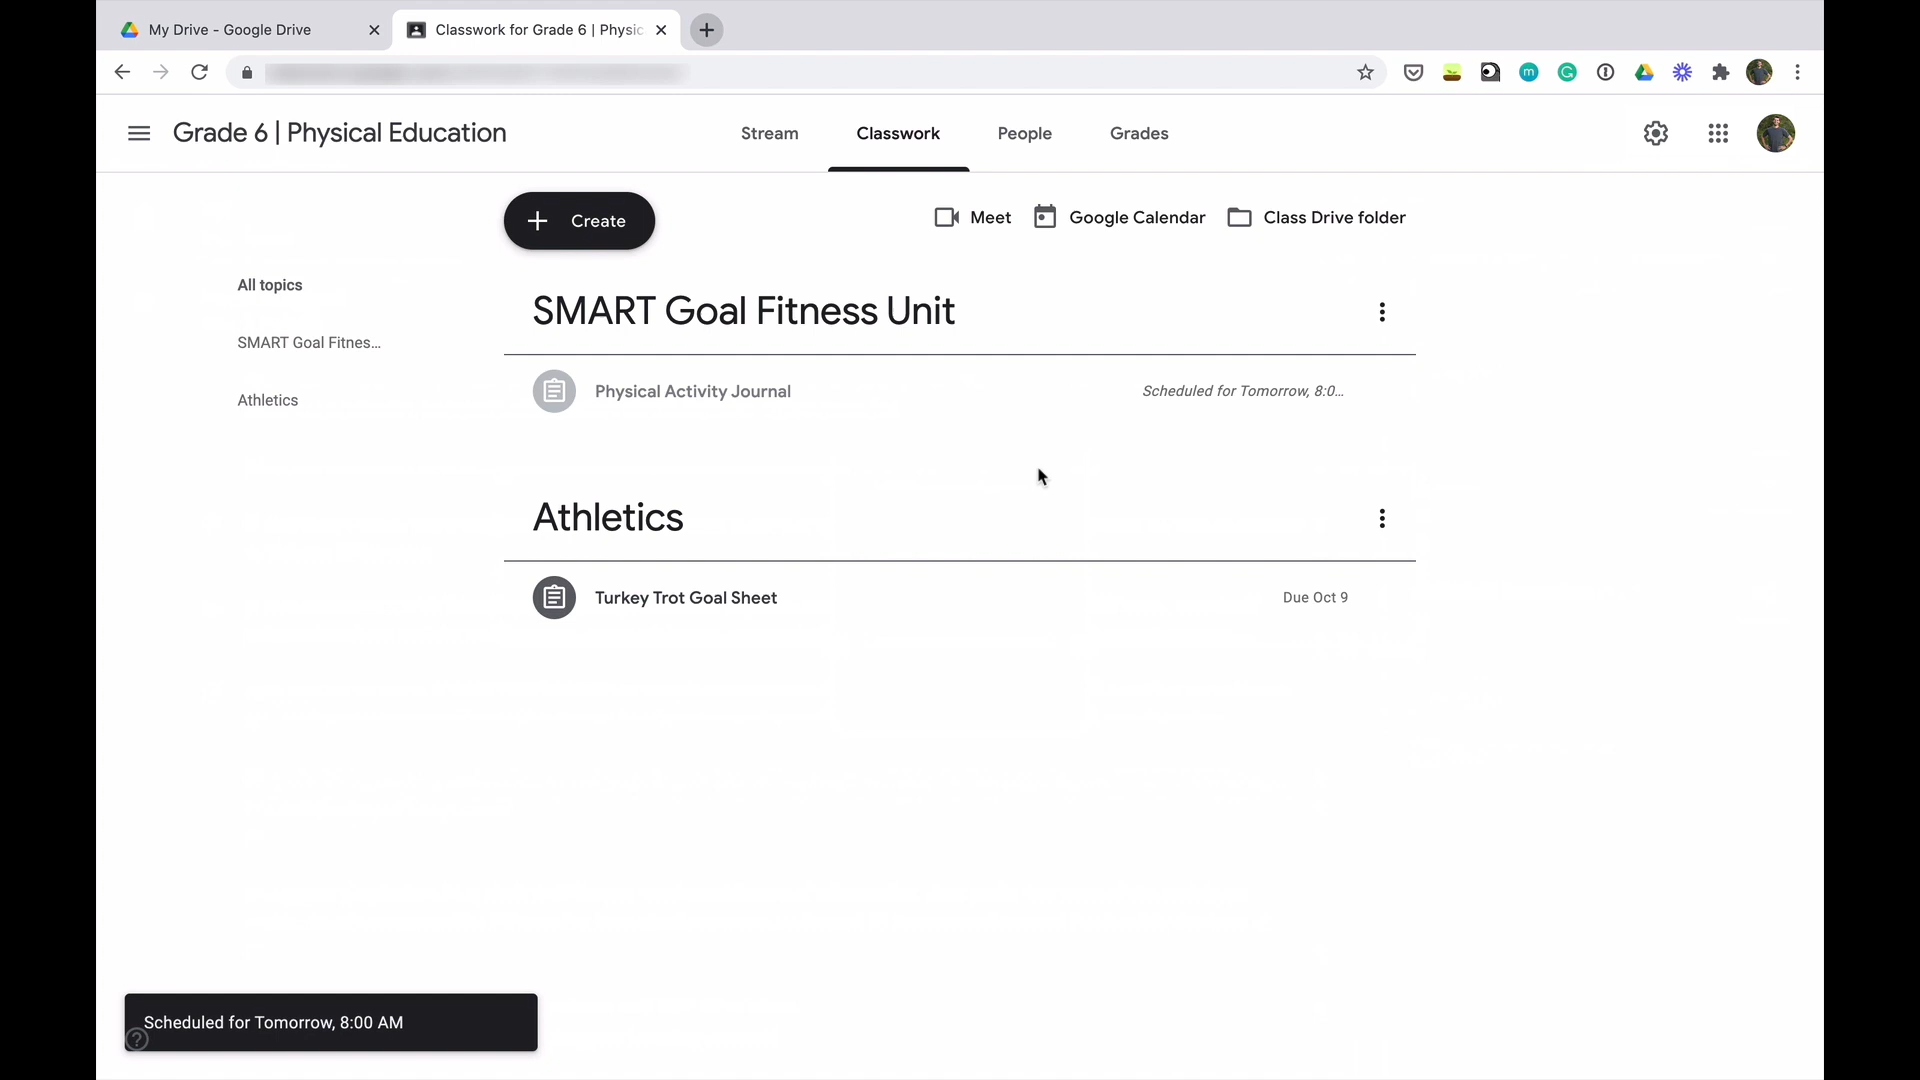 My Drive - Google Drive
Classwork for Grade 6 | Physic
Grade 6 | Physical Education
Stream
Classwork
People
Grades
Create
Meet
Google Calendar
Class Drive folder
All topics
SMART Goal Fitness Unit
SMART Goal Fitnes...
Physical Activity Journal
Scheduled for Tomorrow, 8:0...
Athletics
Athletics
Turkey Trot Goal Sheet
Due Oct 9
Scheduled for Tomorrow, 8:00 AM